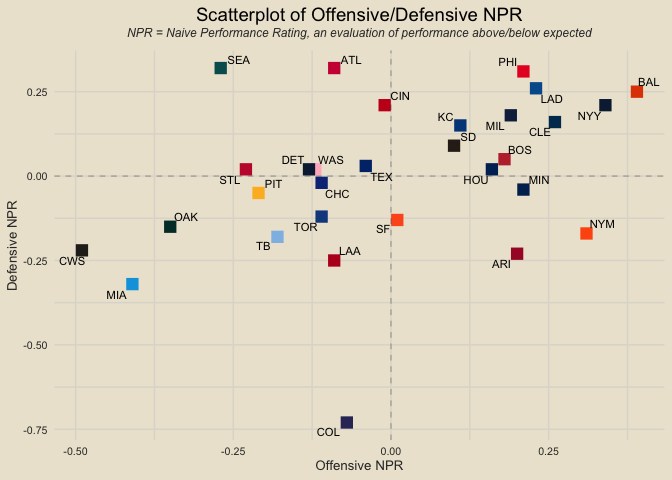 Scatterplot of Offensive/Defensive NPR
NPR = Naive Performance Rating, an evaluation of performance above/below expected
SEA
ATL
PHI
BAL
LAD
CIN
NYY
KC
MIL
CLE
SD
BOS
DET
WAS
TEX
HOU
MIN
STL
PIT
CHC
OAK
TOR
SF
NYM
TB
LAA
ARI
CWS
MIA
COL
0.25
0.00
-0.25
-0.50
-0.75
Defensive NPR
-0.50
-0.25
0.00
0.25
Offensive NPR